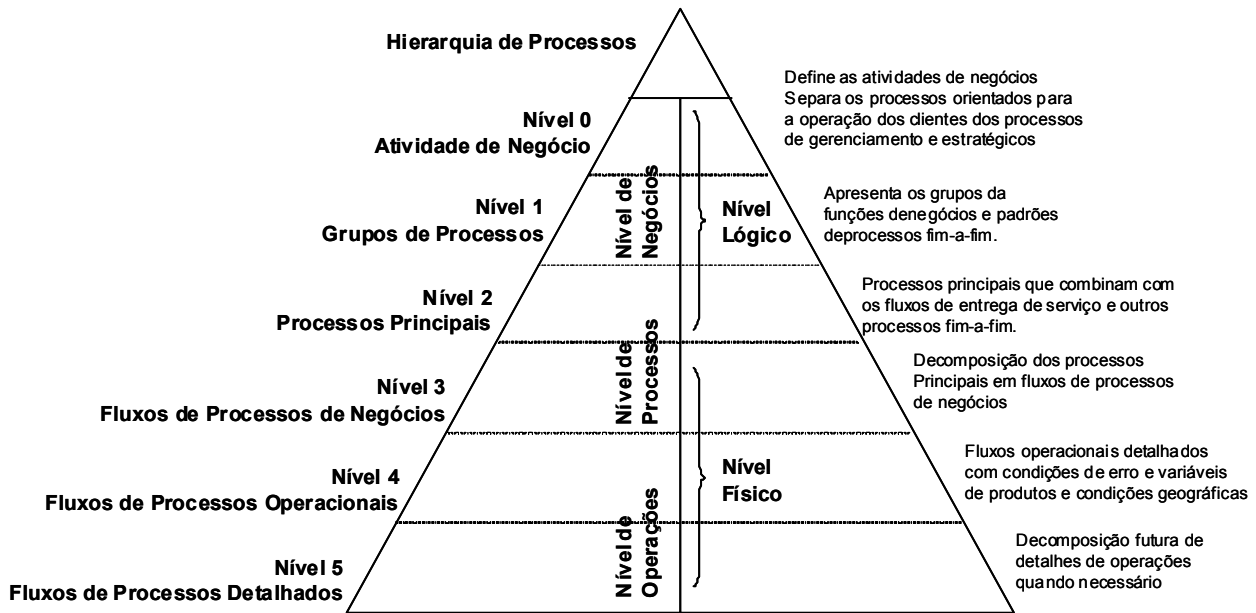 Hierarquia de Processos
Define as atividades de negócios
Separa os processos orientados para
a operação dos clientes dos processos
de gerenciamento e estratégicos
Nível 0
Atividade de Negócio
Nível de
Negócios
Nível
Lógico
Nível 1
Grupos de Processos
Apresenta os grupos da
funções denegócios e padrões
deprocessos fim-a-fim.
Nível 2
Processos Principais
Processos principais que combinam com
os fluxos de entrega de serviço e outros
processos fim-a-fim.
Nível de
Processos
Nível 3
Fluxos de Processos de Negócios
Decomposição dos processos
Principais em fluxos de processos
de negócios
Nível 4
Fluxos de Processos Operacionais
Nível
Físico
Fluxos operacionais detalhados
com condições de erro e variáveis
de produtos e condições geográficas
Nível de
Operações
Nível 5
Fluxos de Processos Detalhados
Decomposição futura de
detalhes de operações
quando necessário